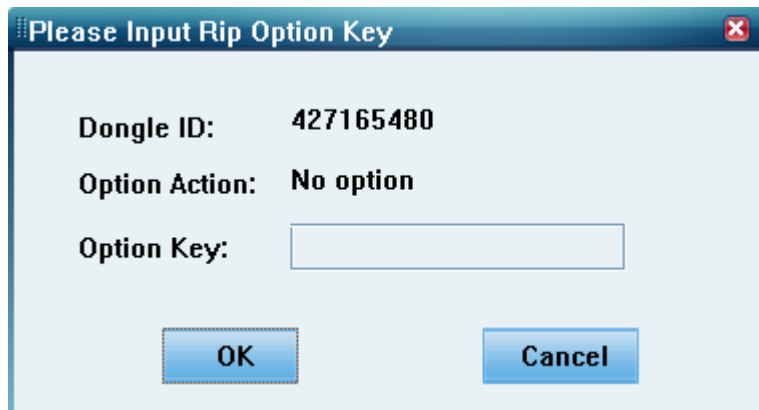 Please Input Rip Option Key
Dongle ID: 427165480
Option Action: No option
Option Key:
OK Cancel